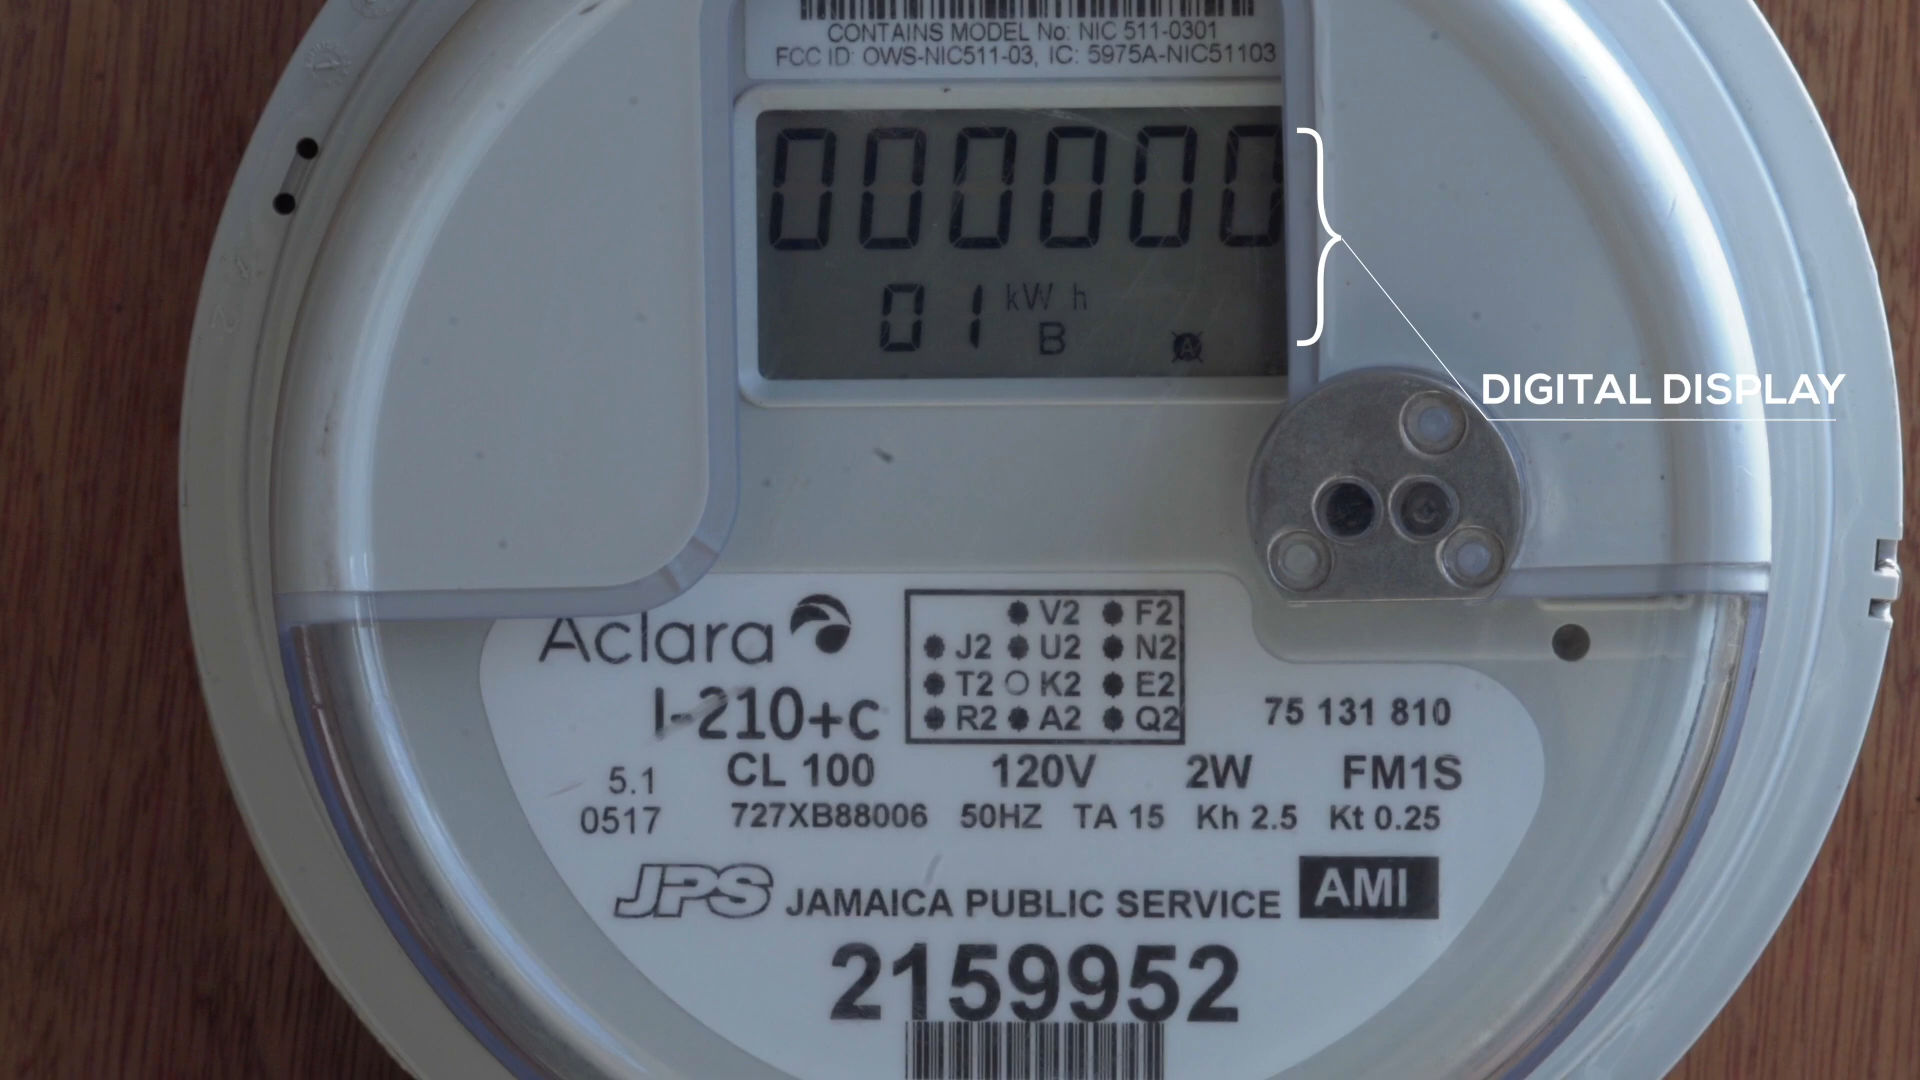 CONTAINS MODEL No: NIC 511-0301
FCC ID: OWS-NIC511-03, IC: 5975A-NIC51103
000000
01 kW h
B
A
DIGITAL DISPLAY
Aclara
I-210+c
V2 F2
J2 U2 N2
T2 K2 E2
R2 A2 Q2
75 131 810
5.1 CL 100 120V 2W FM1S
0517 727XB88006 50HZ TA 15 Kh 2.5 Kt 0.25
JPS JAMAICA PUBLIC SERVICE AMI
2159952